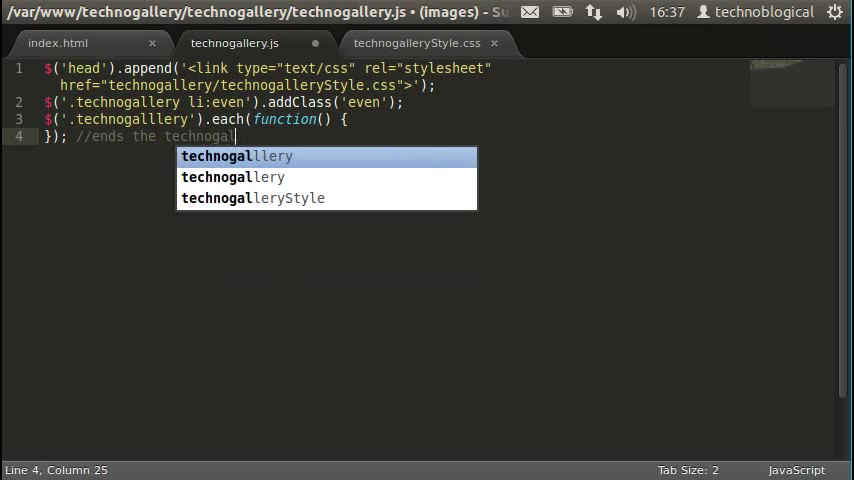 /var/www/technogallery/technogallery/technogallery.js • (images) - Su
16:37
technoblogical
index.html ×
technogallery.js
technogalleryStyle.css ×
1 $('head').append('<link type="text/css" rel="stylesheet"
href="technogallery/technogalleryStyle.css">');
2 $('.technogallery li:even').addClass('even');
3 $('.technogalllery').each(function() {
4 }); //ends the technogal
technogalllery
technogallery
technogalleryStyle
Line 4, Column 25
Tab Size: 2
JavaScript